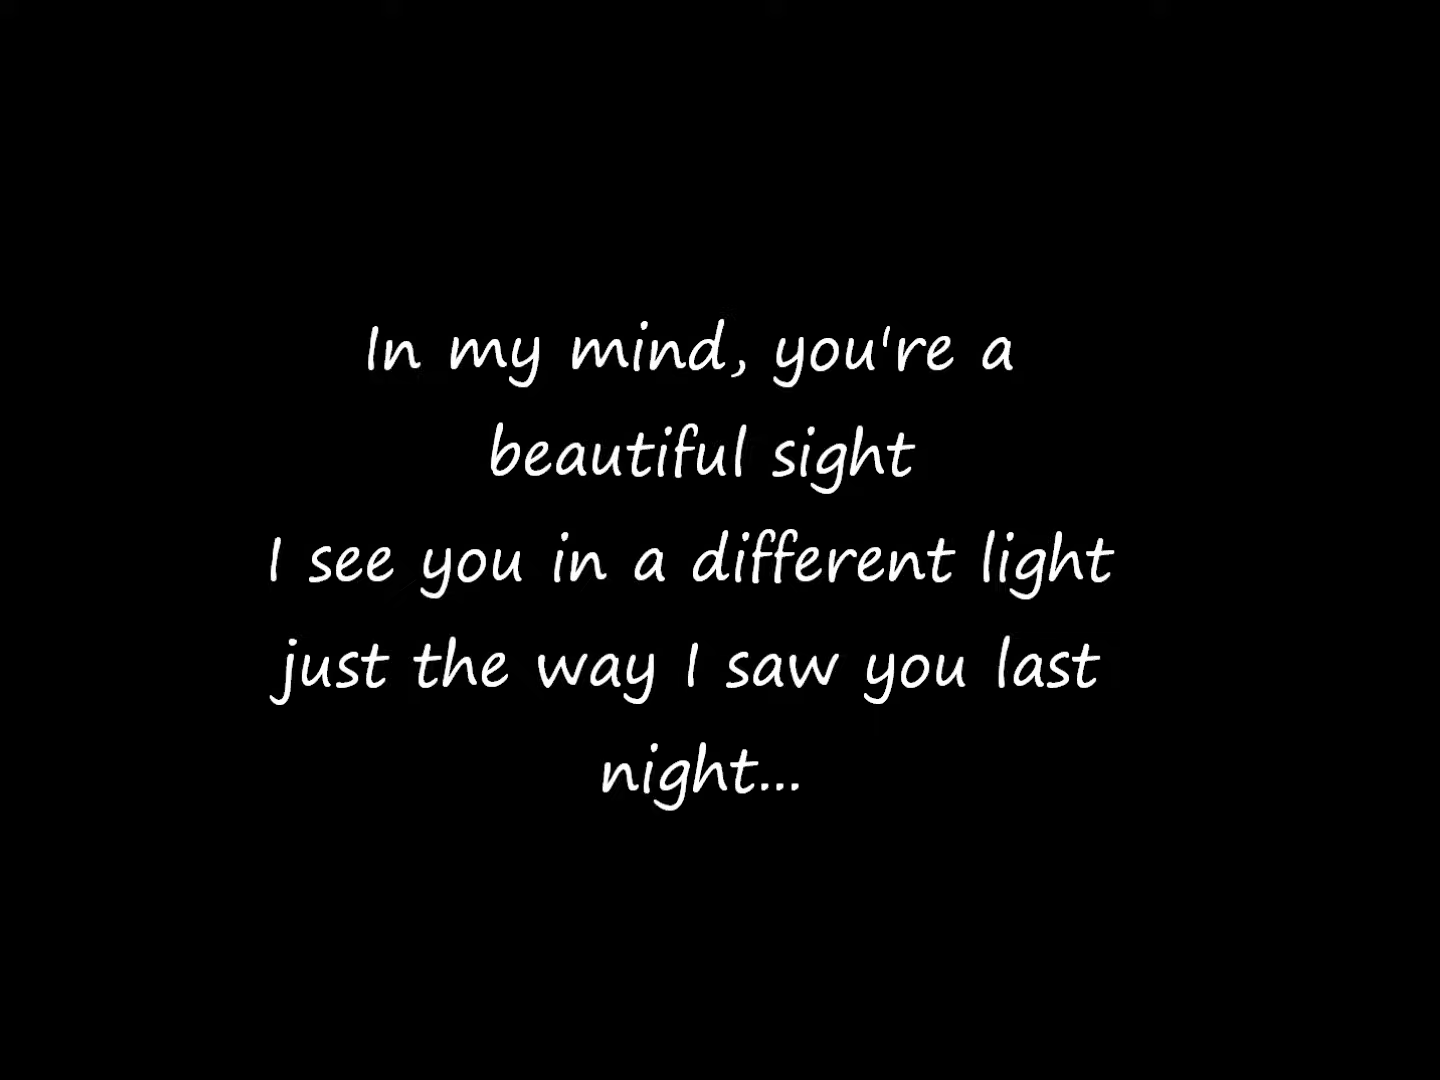 In my mind, you're a
beautiful sight
I see you in a different light
just the way I saw you last
night...